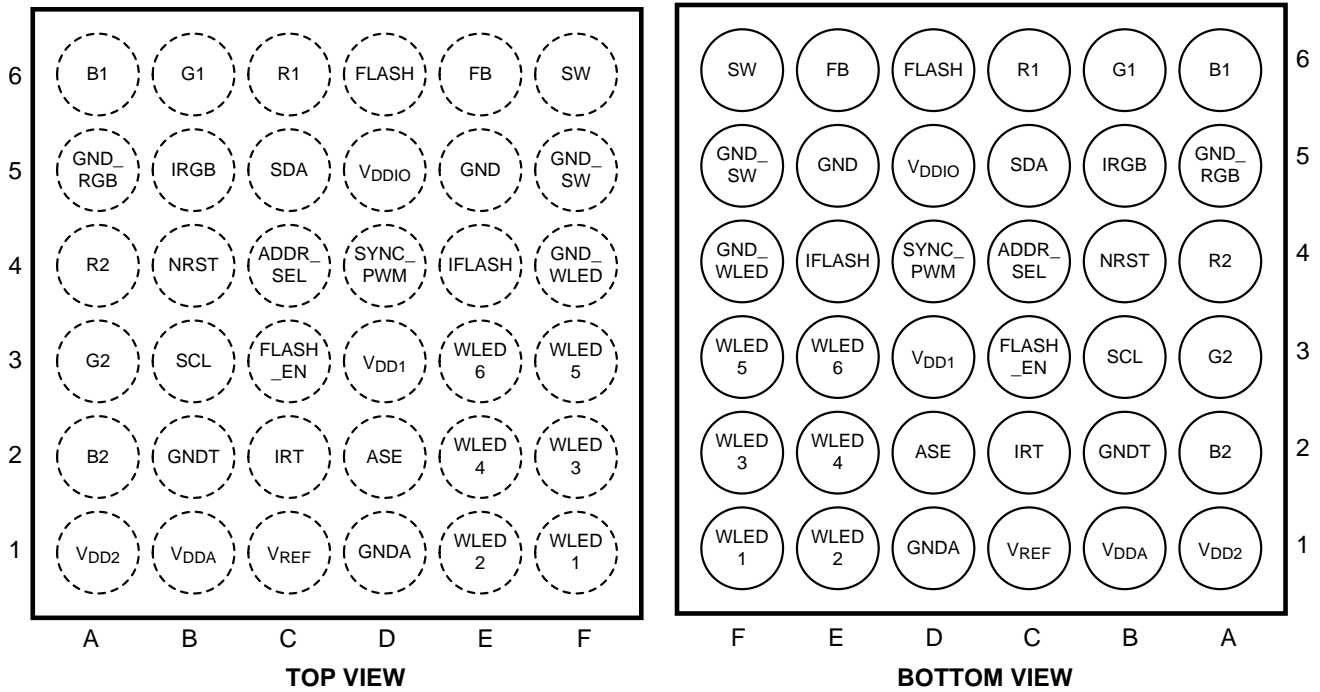 6 B1 G1 R1 FLASH FB SW
5 GND_
RGB IRGB SDA VDDIO GND GND_
SW
4 R2 NRST ADDR_
SEL SYNC_
PWM IFLASH GND_
WLED
3 G2 SCL FLASH
_EN VDD1 WLED
6 WLED
5
2 B2 GNDT IRT ASE WLED
4 WLED
3
1 VDD2 VDDA VREF GNDA WLED
2 WLED
1
A B C D E F
TOP VIEW
SW FB FLASH R1 G1 B1 6
GND_
SW GND VDDIO SDA IRGB GND_
RGB 5
GND_
WLED IFLASH SYNC_
PWM ADDR_
SEL NRST R2 4
WLED
5 WLED
6 VDD1 FLASH
_EN SCL G2 3
WLED
3 WLED
4 ASE IRT GNDT B2 2
WLED
1 WLED
2 GNDA VREF VDDA VDD2 1
F E D C B A
BOTTOM VIEW